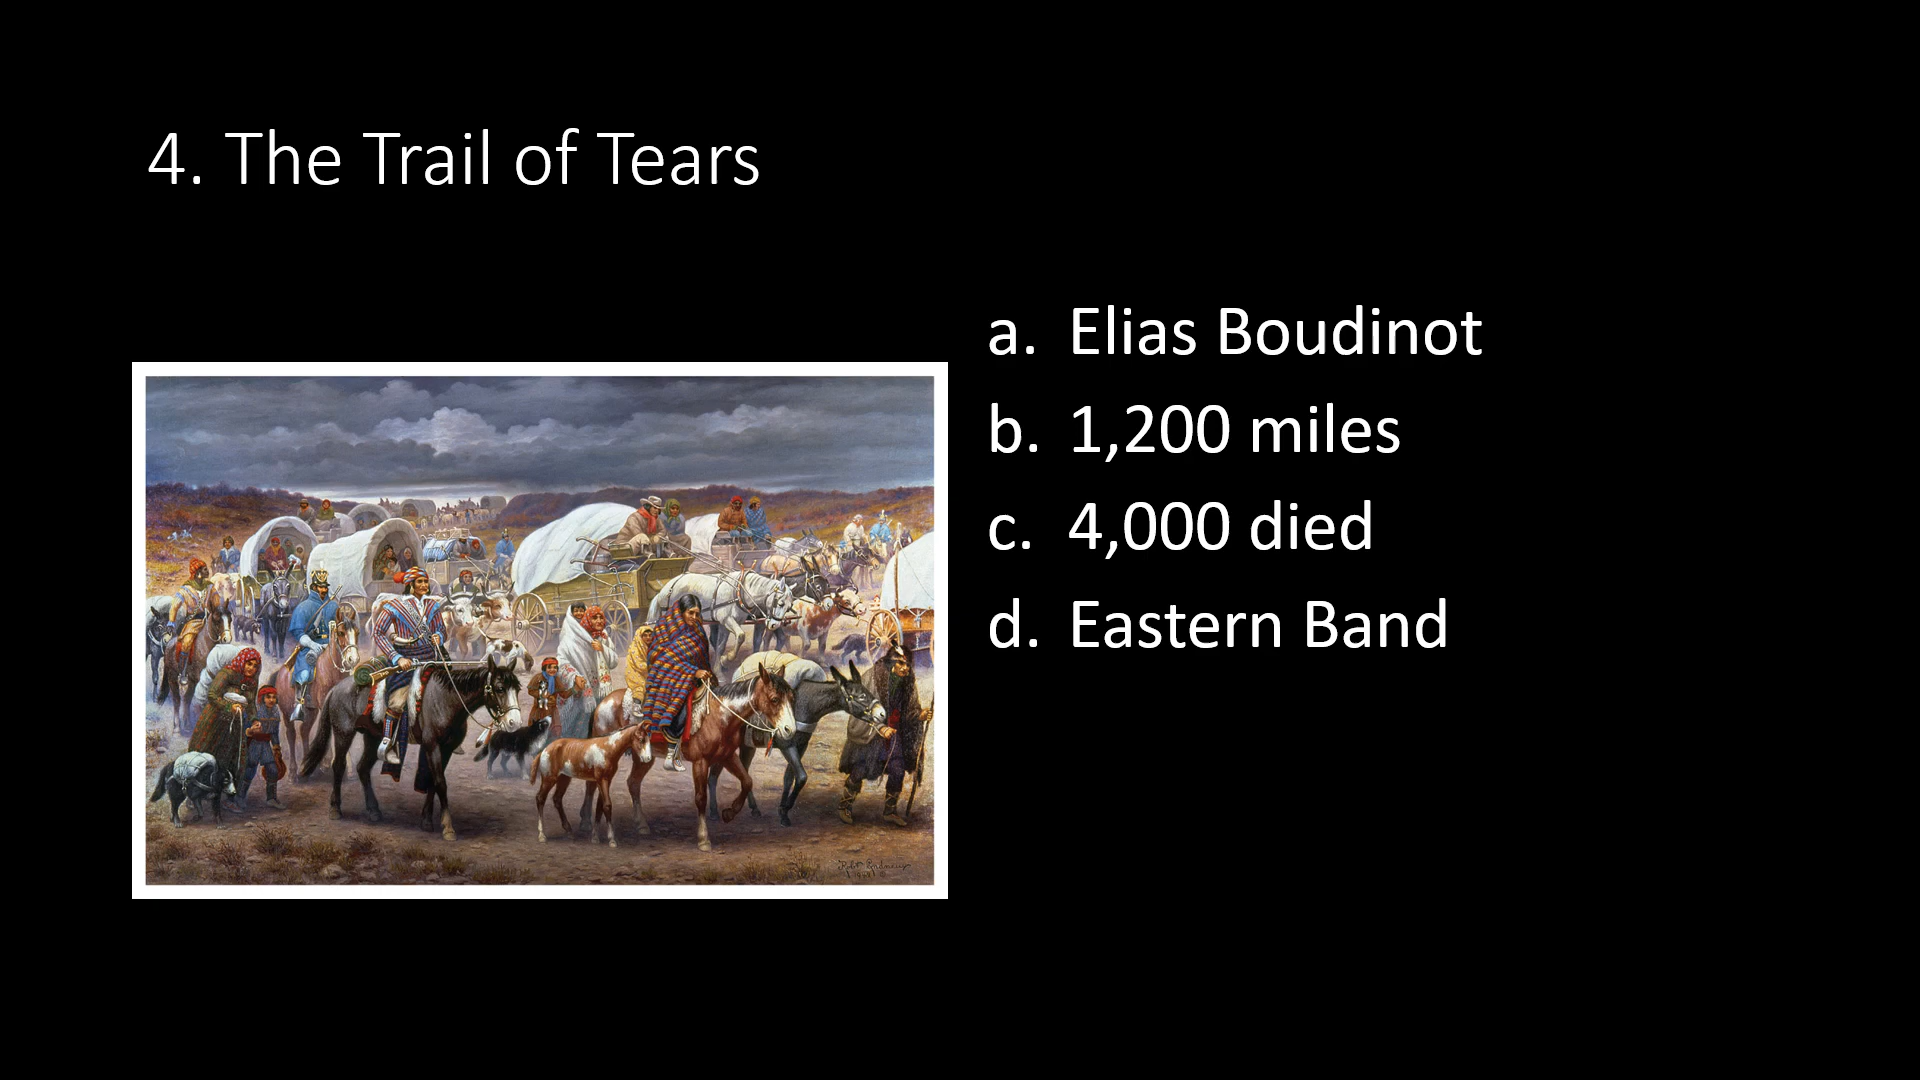 4. The Trail of Tears
a. Elias Boudinot
b. 1,200 miles
c. 4,000 died
d. Eastern Band